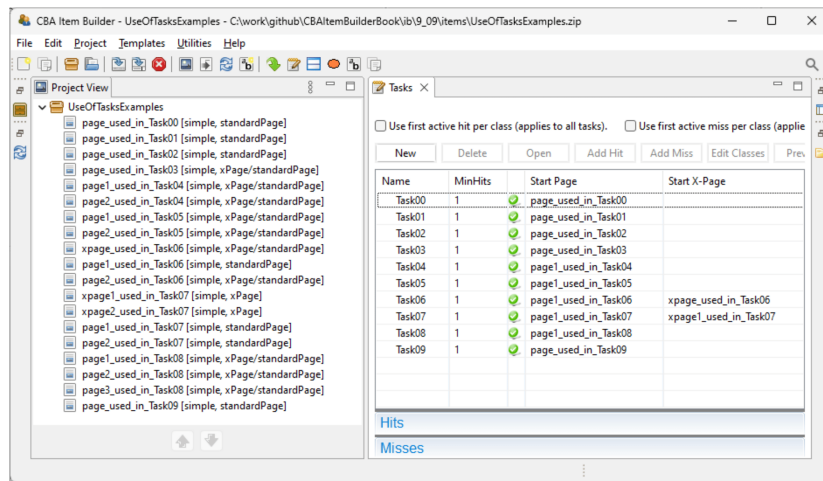 CBA Item Builder - UseOfTasksExamples - C:\work\github\CBAItemBuilderBook\ib\9_09\items\UseOfTasksExamples.zip
File Edit Project Templates Utilities Help
Project View
UseOfTasksExamples
page_used_in_Task00 [simple, standardPage]
page_used_in_Task01 [simple, standardPage]
page_used_in_Task02 [simple, standardPage]
page_used_in_Task03 [simple, xPage/standardPage]
page1_used_in_Task04 [simple, xPage/standardPage]
page2_used_in_Task04 [simple, xPage/standardPage]
page1_used_in_Task05 [simple, xPage/standardPage]
page2_used_in_Task05 [simple, xPage/standardPage]
xpage_used_in_Task06 [simple, xPage/standardPage]
page1_used_in_Task06 [simple, standardPage]
page2_used_in_Task06 [simple, xPage/standardPage]
xpage1_used_in_Task07 [simple, xPage]
xpage2_used_in_Task07 [simple, xPage]
page1_used_in_Task07 [simple, standardPage]
page2_used_in_Task07 [simple, standardPage]
page1_used_in_Task08 [simple, xPage/standardPage]
page2_used_in_Task08 [simple, xPage/standardPage]
page3_used_in_Task08 [simple, xPage/standardPage]
page_used_in_Task09 [simple, standardPage]
Tasks
Use first active hit per class (applies to all tasks). Use first active miss per class (applie
New Delete Open Add Hit Add Miss Edit Classes Prev
Name MinHits Start Page Start X-Page
Task00 1 page_used_in_Task00
Task01 1 page_used_in_Task01
Task02 1 page_used_in_Task02
Task03 1 page_used_in_Task03
Task04 1 page1_used_in_Task04
Task05 1 page1_used_in_Task05
Task06 1 page1_used_in_Task06 xpage_used_in_Task06
Task07 1 page1_used_in_Task07 xpage1_used_in_Task07
Task08 1 page1_used_in_Task08
Task09 1 page_used_in_Task09
Hits
Misses